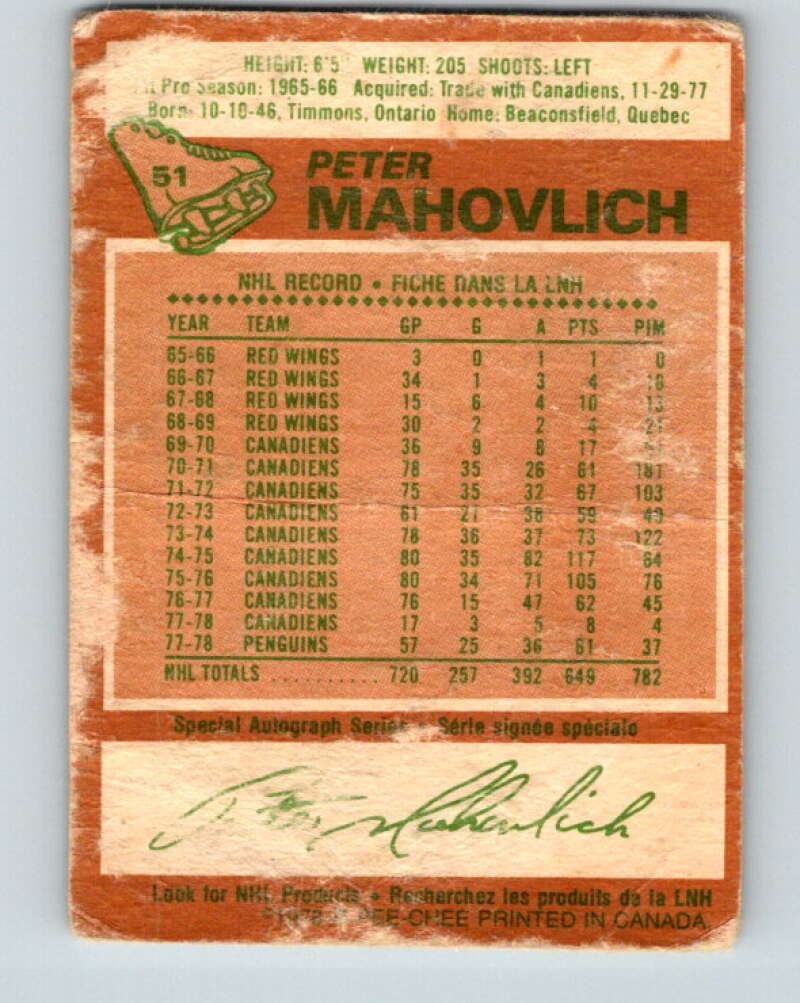 HEIGHT: 6'5" WEIGHT: 205 SHOOTS: LEFT
Pro Season: 1965-66 Acquired: Trade with Canadiens, 11-29-77
Born: 10-10-46, Timmons, Ontario Home: Beaconsfield, Quebec
51
PETER
MAHOVLICH
NHL RECORD • FICHE DANS LA LNH
YEAR TEAM GP G A PTS PIM
65-66 RED WINGS 3 0 1 1 0
66-67 RED WINGS 34 1 3 4 16
67-68 RED WINGS 15 6 4 10 13
68-69 RED WINGS 30 2 2 4 21
69-70 CANADIENS 36 9 8 17
70-71 CANADIENS 78 35 26 61 181
71-72 CANADIENS 75 35 32 67 103
72-73 CANADIENS 61 21 38 59 49
73-74 CANADIENS 78 36 37 73 122
74-75 CANADIENS 80 35 82 117 64
75-76 CANADIENS 80 34 71 105 76
76-77 CANADIENS 76 15 47 62 45
77-78 CANADIENS 17 3 5 8 4
77-78 PENGUINS 57 25 36 61 37
NHL TOTALS .......... 720 257 392 649 782
Special Autograph Series • Série signée spéciale
Peter Mahovlich
Look for NHL Products • Recherchez les produits de la LNH
©1978 O-PEE-CHEE PRINTED IN CANADA